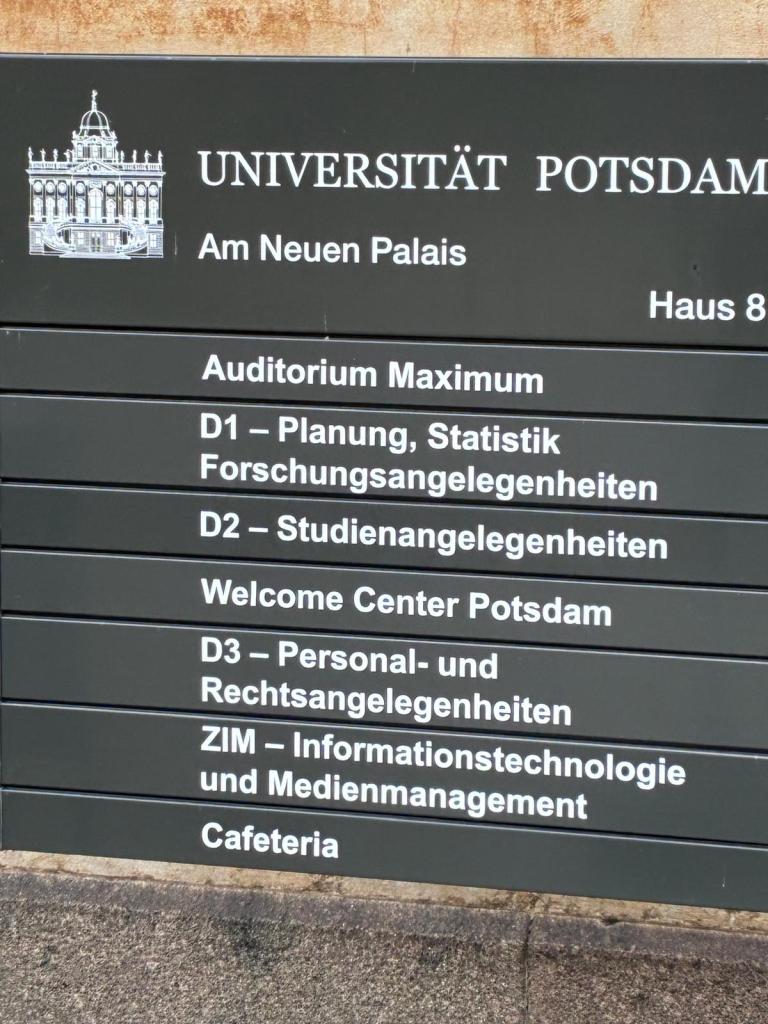 UNIVERSITÄT POTSDAM
Am Neuen Palais
Haus 8
Auditorium Maximum
D1 – Planung, Statistik
Forschungsangelegenheiten
D2 – Studienangelegenheiten
Welcome Center Potsdam
D3 – Personal- und
Rechtsangelegenheiten
ZIM – Informationstechnologie
und Medienmanagement
Cafeteria